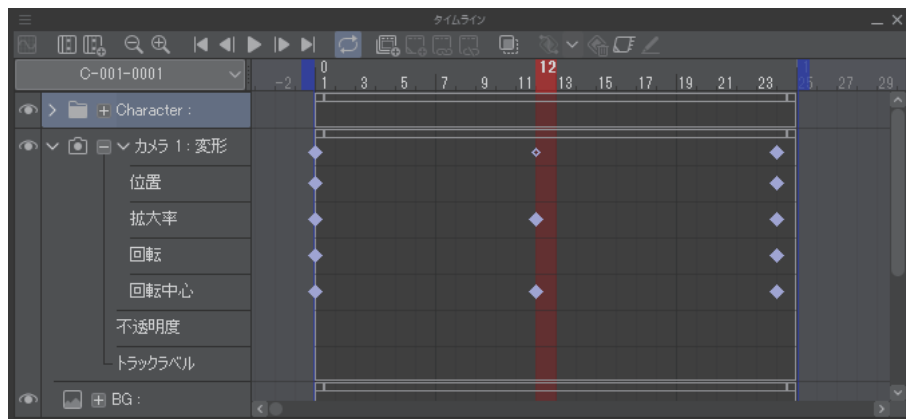 タイムライン
C-001-0001
0
12
1
-2 1 3 5 7 9 11 13 15 17 19 21 23 25 27 29
Character :
カメラ 1 : 変形
位置
拡大率
回転
回転中心
不透明度
トラックラベル
BG :